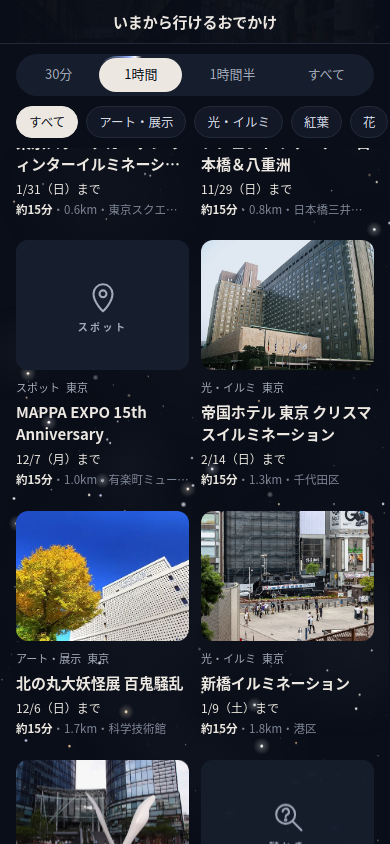 いまから行けるおでかけ
30分
1時間
1時間半
すべて
すべて
アート・展示
光・イルミ
紅葉
花
ィンターイルミネーシ…
1/31（日）まで
約15分・0.6km・東京スクエ…
本橋＆八重洲
11/29（日）まで
約15分・0.8km・日本橋三井…
スポット
スポット 東京
MAPPA EXPO 15th
Anniversary
12/7（月）まで
約15分・1.0km・有楽町ミュー…
光・イルミ 東京
帝国ホテル 東京 クリスマ
スイルミネーション
2/14（日）まで
約15分・1.3km・千代田区
アート・展示 東京
北の丸大妖怪展 百鬼騒乱
12/6（日）まで
約15分・1.7km・科学技術館
光・イルミ 東京
新橋イルミネーション
1/9（土）まで
約15分・1.8km・港区